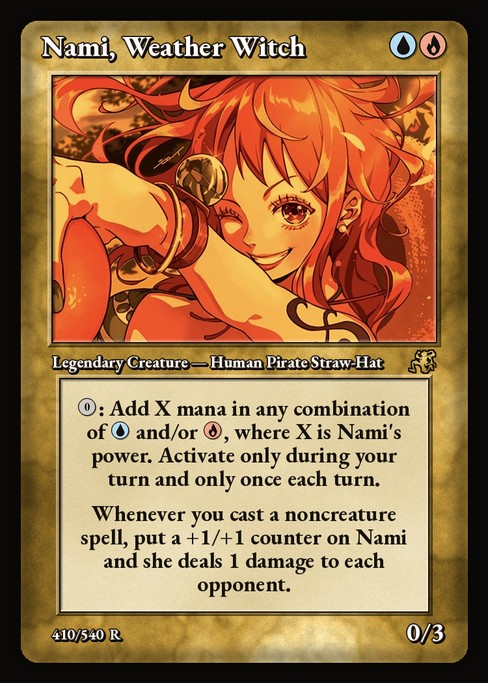 Nami, Weather Witch
Legendary Creature — Human Pirate Straw-Hat
0: Add X mana in any combination
of and/or , where X is Nami's
power. Activate only during your
turn and only once each turn.
Whenever you cast a noncreature
spell, put a +1/+1 counter on Nami
and she deals 1 damage to each
opponent.
410/540 R
0/3